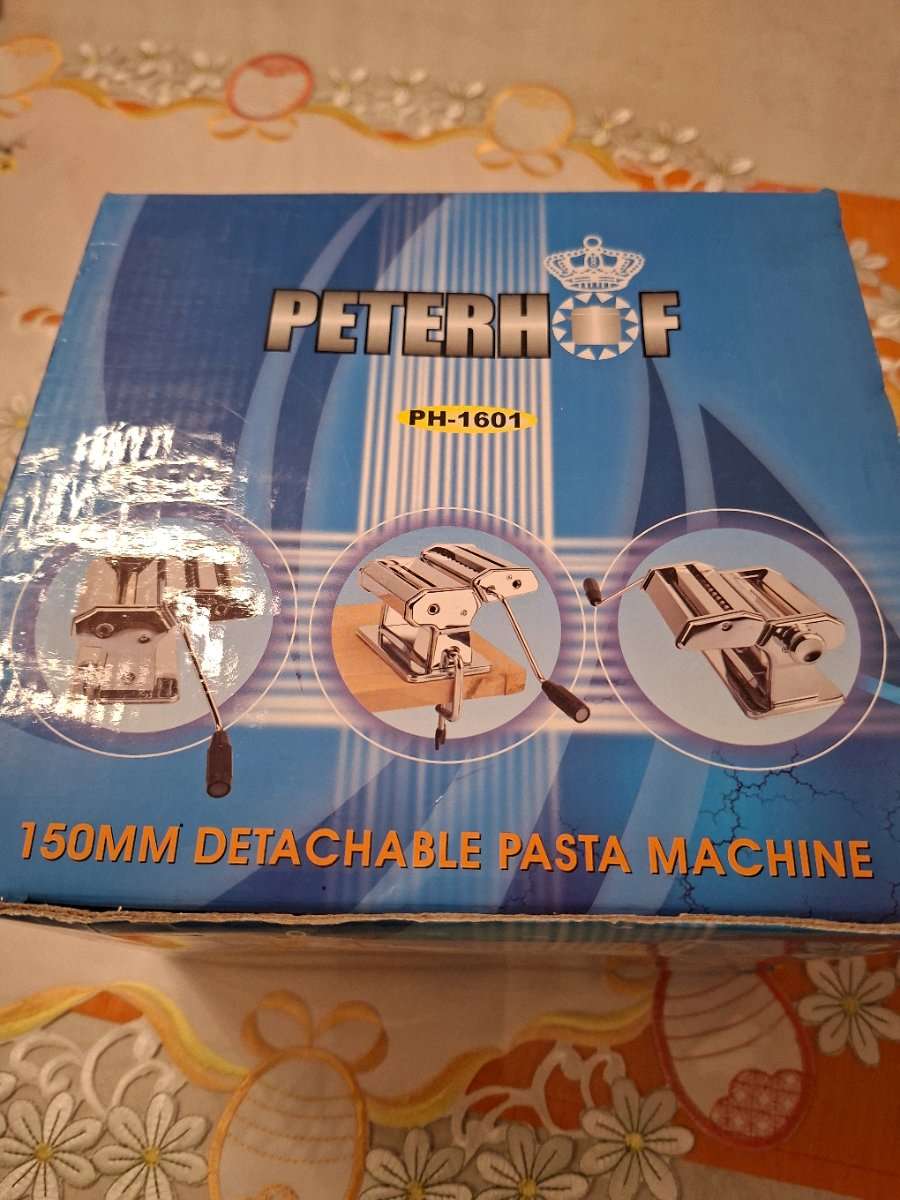 PETERHOF
PH-1601
150MM DETACHABLE PASTA MACHINE